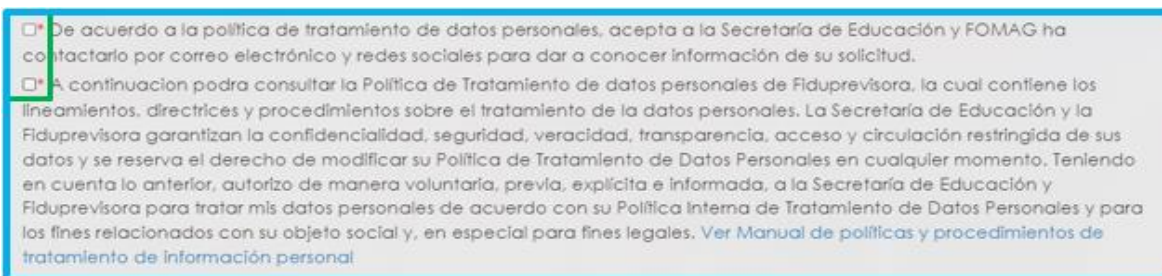 * De acuerdo a la política de tratamiento de datos personales, acepta a la Secretaría de Educación y FOMAG ha
contactarlo por correo electrónico y redes sociales para dar a conocer información de su solicitud.
* A continuacion podra consultar la Política de Tratamiento de datos personales de Fiduprevisora, la cual contiene los
lineamientos, directrices y procedimientos sobre el tratamiento de la datos personales. La Secretaría de Educación y la
Fiduprevisora garantizan la confidencialidad, seguridad, veracidad, transparencia, acceso y circulación restringida de sus
datos y se reserva el derecho de modificar su Política de Tratamiento de Datos Personales en cualquier momento. Teniendo
en cuenta lo anterior, autorizo de manera voluntaria, previa, explícita e informada, a la Secretaría de Educación y
Fiduprevisora para tratar mis datos personales de acuerdo con su Política Interna de Tratamiento de Datos Personales y para
los fines relacionados con su objeto social y, en especial para fines legales. Ver Manual de políticas y procedimientos de
tratamiento de información personal